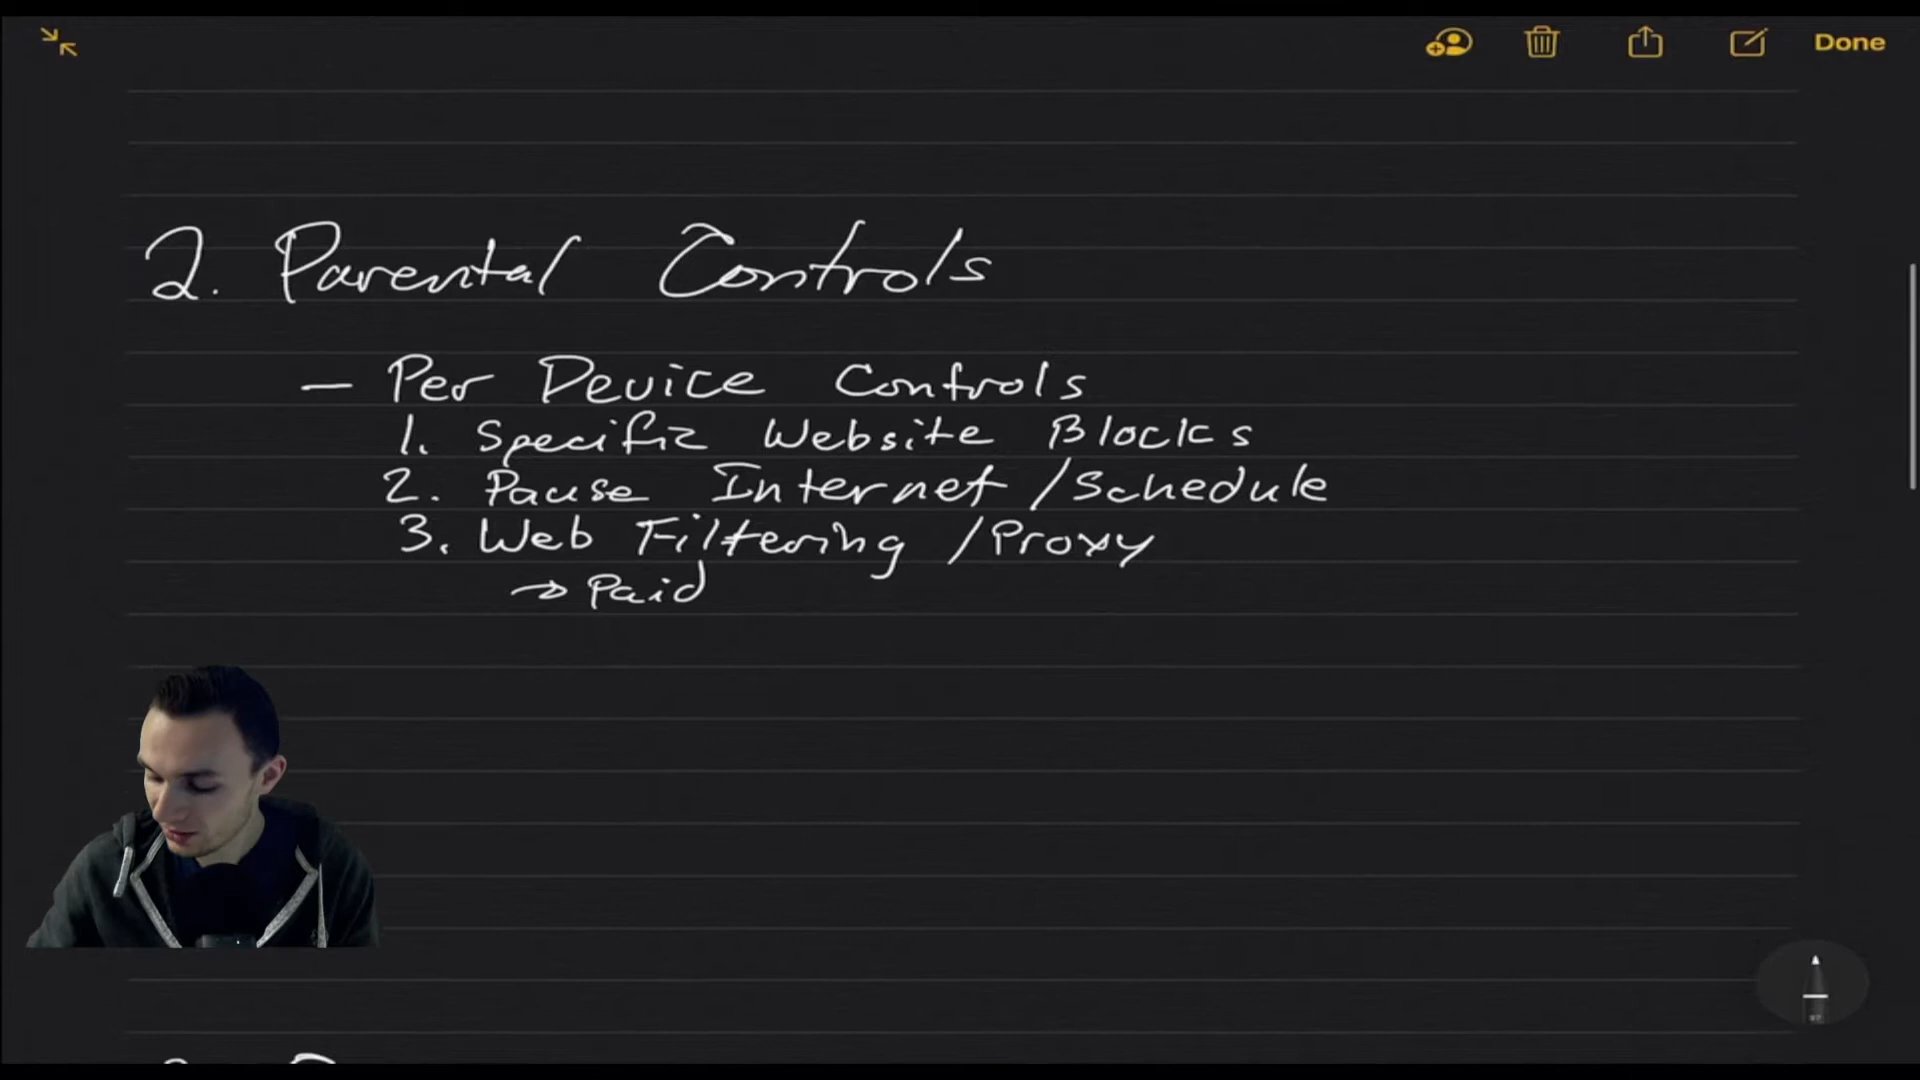 Done
2. Parental Controls
— Per Device Controls
1. Specific Website Blocks
2. Pause Internet / Schedule
3. Web Filtering / Proxy
→ Paid